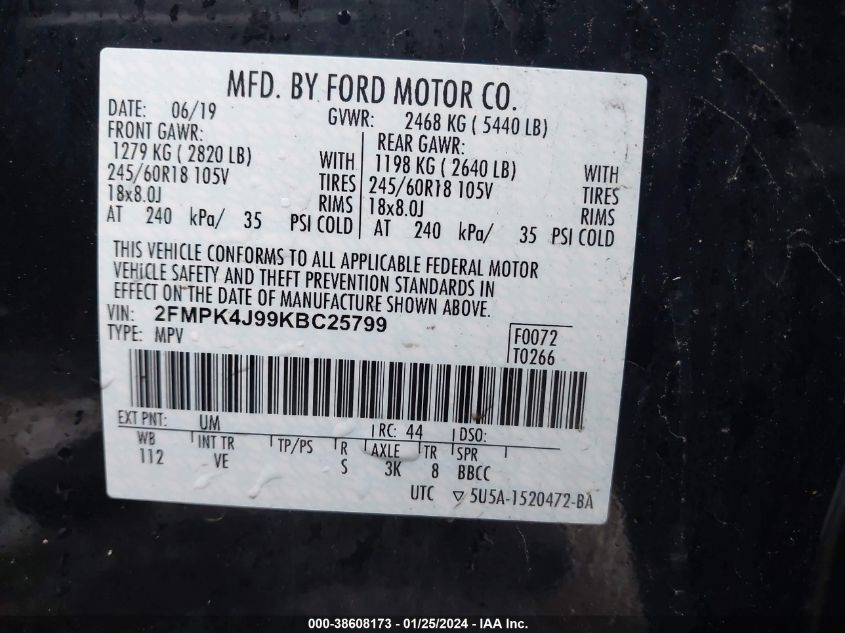 MFD. BY FORD MOTOR CO.
DATE: 06/19 GVWR: 2468 KG ( 5440 LB)
FRONT GAWR: REAR GAWR:
1279 KG ( 2820 LB) WITH 1198 KG ( 2640 LB) WITH
245/60R18 105V TIRES 245/60R18 105V TIRES
18x8.0J RIMS 18x8.0J RIMS
AT 240 kPa/ 35 PSI COLD AT 240 kPa/ 35 PSI COLD
THIS VEHICLE CONFORMS TO ALL APPLICABLE FEDERAL MOTOR
VEHICLE SAFETY AND THEFT PREVENTION STANDARDS IN
EFFECT ON THE DATE OF MANUFACTURE SHOWN ABOVE.
VIN: 2FMPK4J99KBC25799
TYPE: MPV F0072
T0266
EXT PNT: UM RC: 44 DSO:
WB INT TR TP/PS R AXLE TR SPR
112 VE S 3K 8 BBCC
UTC ▽ 5U5A-1520472-BA
000-38608173 - 01/25/2024 - IAA Inc.